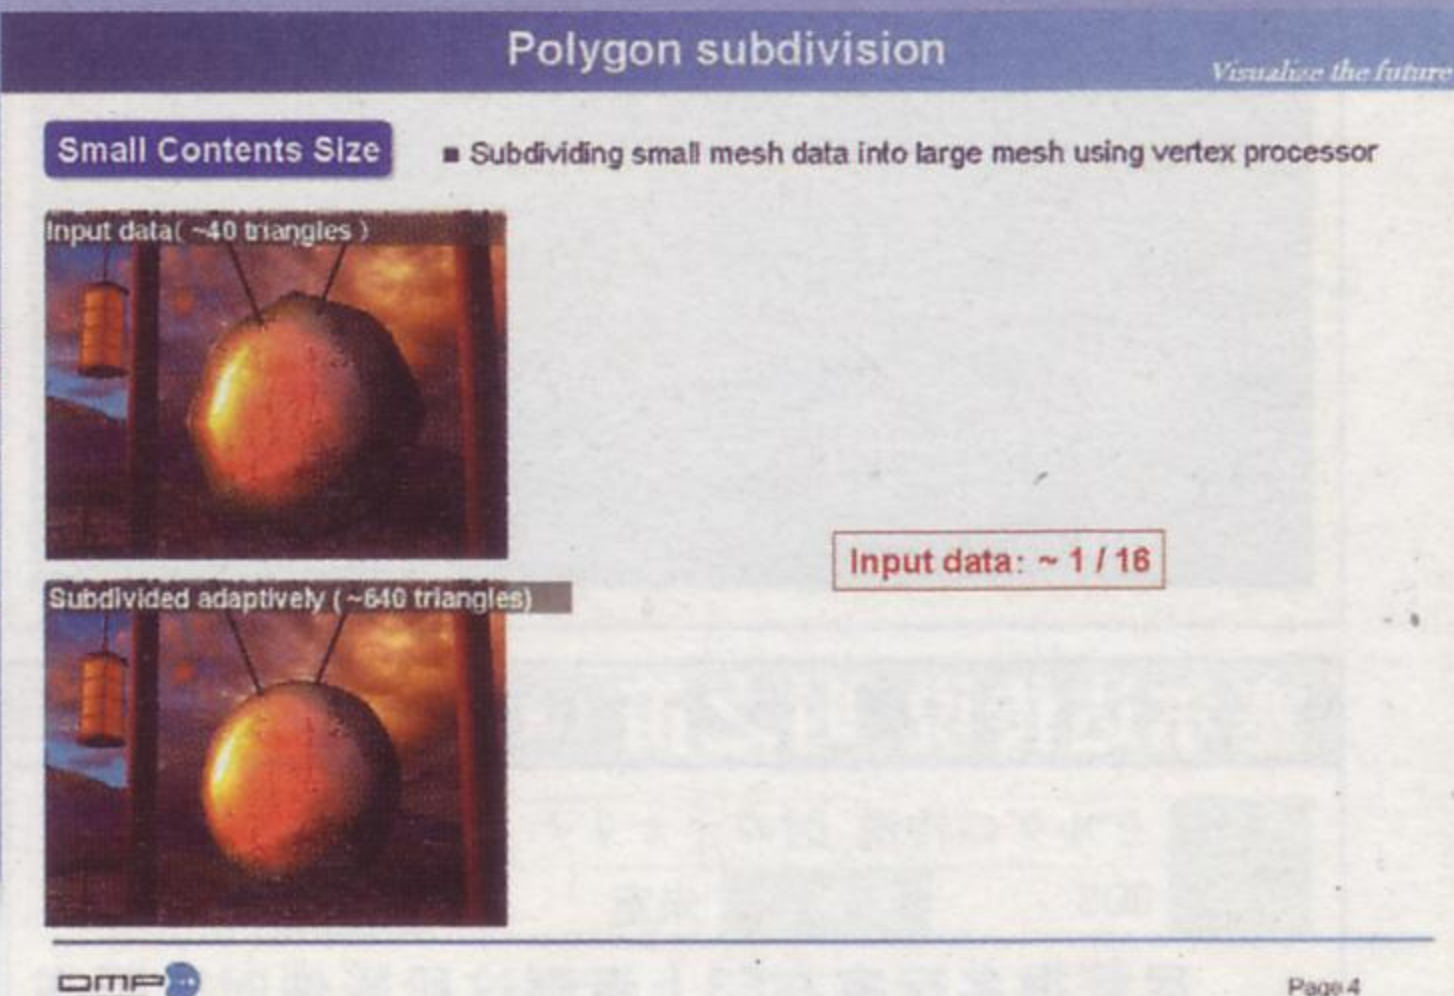 Polygon subdivision
Visualize the future
Small Contents Size
■ Subdividing small mesh data into large mesh using vertex processor
Input data( ~40 triangles )
Input data: ~ 1 / 16
Subdivided adaptively ( ~640 triangles)
DMP
Page 4